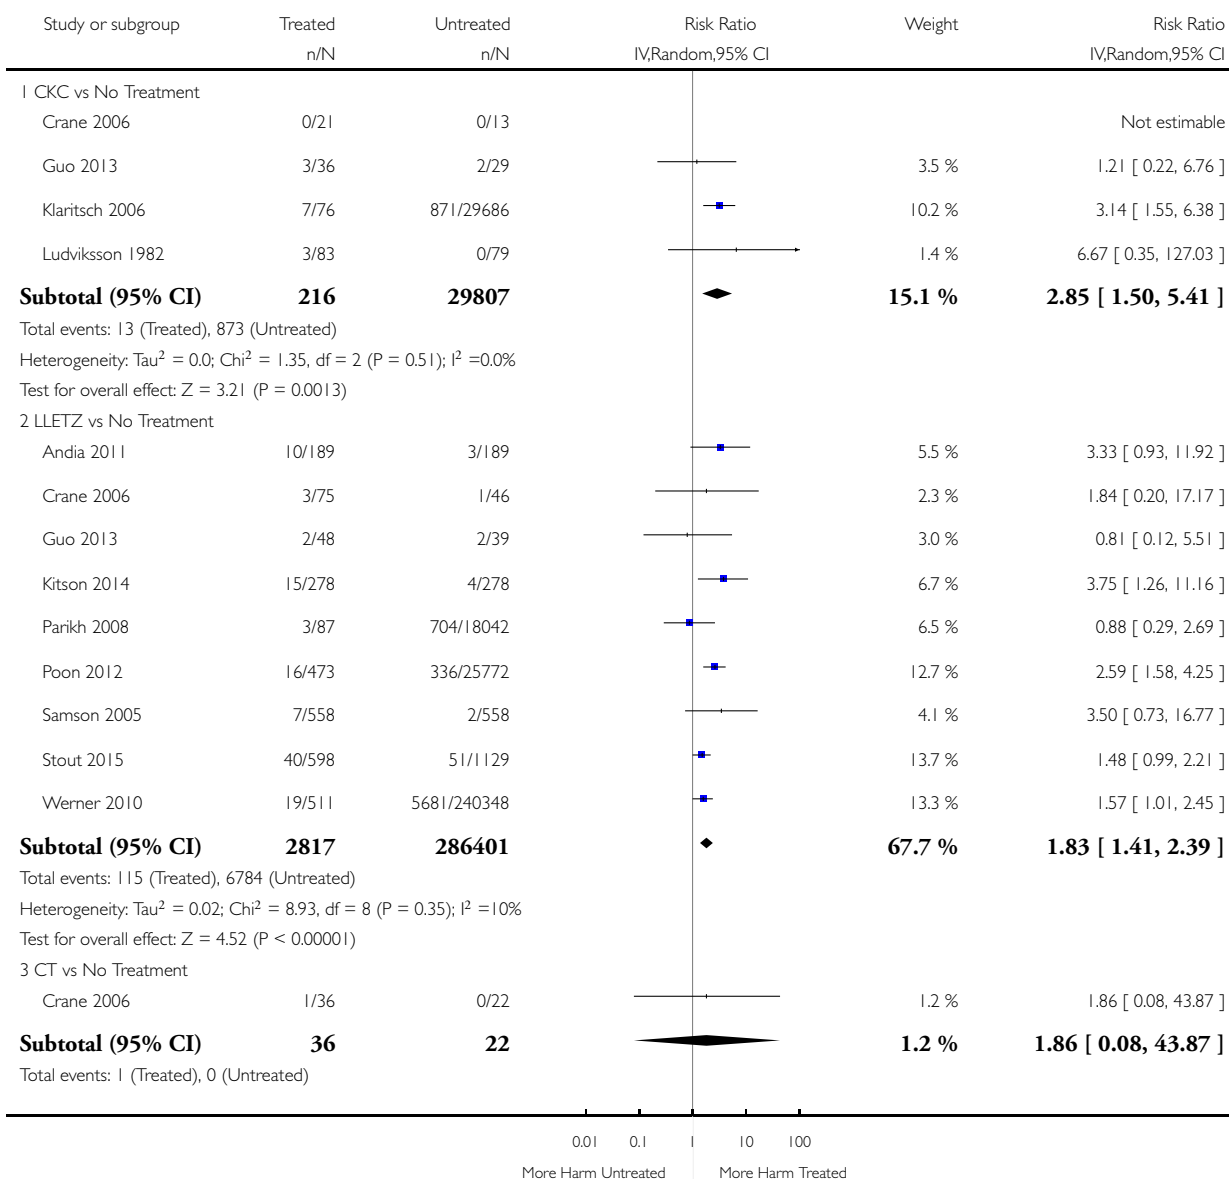 Study or subgroup Treated Untreated Risk Ratio Weight Risk Ratio
n/N n/N IV,Random,95% CI IV,Random,95% CI
1 CKC vs No Treatment
Crane 2006 0/21 0/13 Not estimable
Guo 2013 3/36 2/29 3.5 % 1.21 [ 0.22, 6.76 ]
Klaritsch 2006 7/76 871/29686 10.2 % 3.14 [ 1.55, 6.38 ]
Ludviksson 1982 3/83 0/79 1.4 % 6.67 [ 0.35, 127.03 ]
Subtotal (95% CI) 216 29807 15.1 % 2.85 [ 1.50, 5.41 ]
Total events: 13 (Treated), 873 (Untreated)
Heterogeneity: Tau² = 0.0; Chi² = 1.35, df = 2 (P = 0.51); I² =0.0%
Test for overall effect: Z = 3.21 (P = 0.0013)
2 LLETZ vs No Treatment
Andia 2011 10/189 3/189 5.5 % 3.33 [ 0.93, 11.92 ]
Crane 2006 3/75 1/46 2.3 % 1.84 [ 0.20, 17.17 ]
Guo 2013 2/48 2/39 3.0 % 0.81 [ 0.12, 5.51 ]
Kitson 2014 15/278 4/278 6.7 % 3.75 [ 1.26, 11.16 ]
Parikh 2008 3/87 704/18042 6.5 % 0.88 [ 0.29, 2.69 ]
Poon 2012 16/473 336/25772 12.7 % 2.59 [ 1.58, 4.25 ]
Samson 2005 7/558 2/558 4.1 % 3.50 [ 0.73, 16.77 ]
Stout 2015 40/598 51/1129 13.7 % 1.48 [ 0.99, 2.21 ]
Werner 2010 19/511 5681/240348 13.3 % 1.57 [ 1.01, 2.45 ]
Subtotal (95% CI) 2817 286401 67.7 % 1.83 [ 1.41, 2.39 ]
Total events: 115 (Treated), 6784 (Untreated)
Heterogeneity: Tau² = 0.02; Chi² = 8.93, df = 8 (P = 0.35); I² =10%
Test for overall effect: Z = 4.52 (P < 0.00001)
3 CT vs No Treatment
Crane 2006 1/36 0/22 1.2 % 1.86 [ 0.08, 43.87 ]
Subtotal (95% CI) 36 22 1.2 % 1.86 [ 0.08, 43.87 ]
Total events: 1 (Treated), 0 (Untreated)
0.01 0.1 1 10 100
More Harm Untreated More Harm Treated